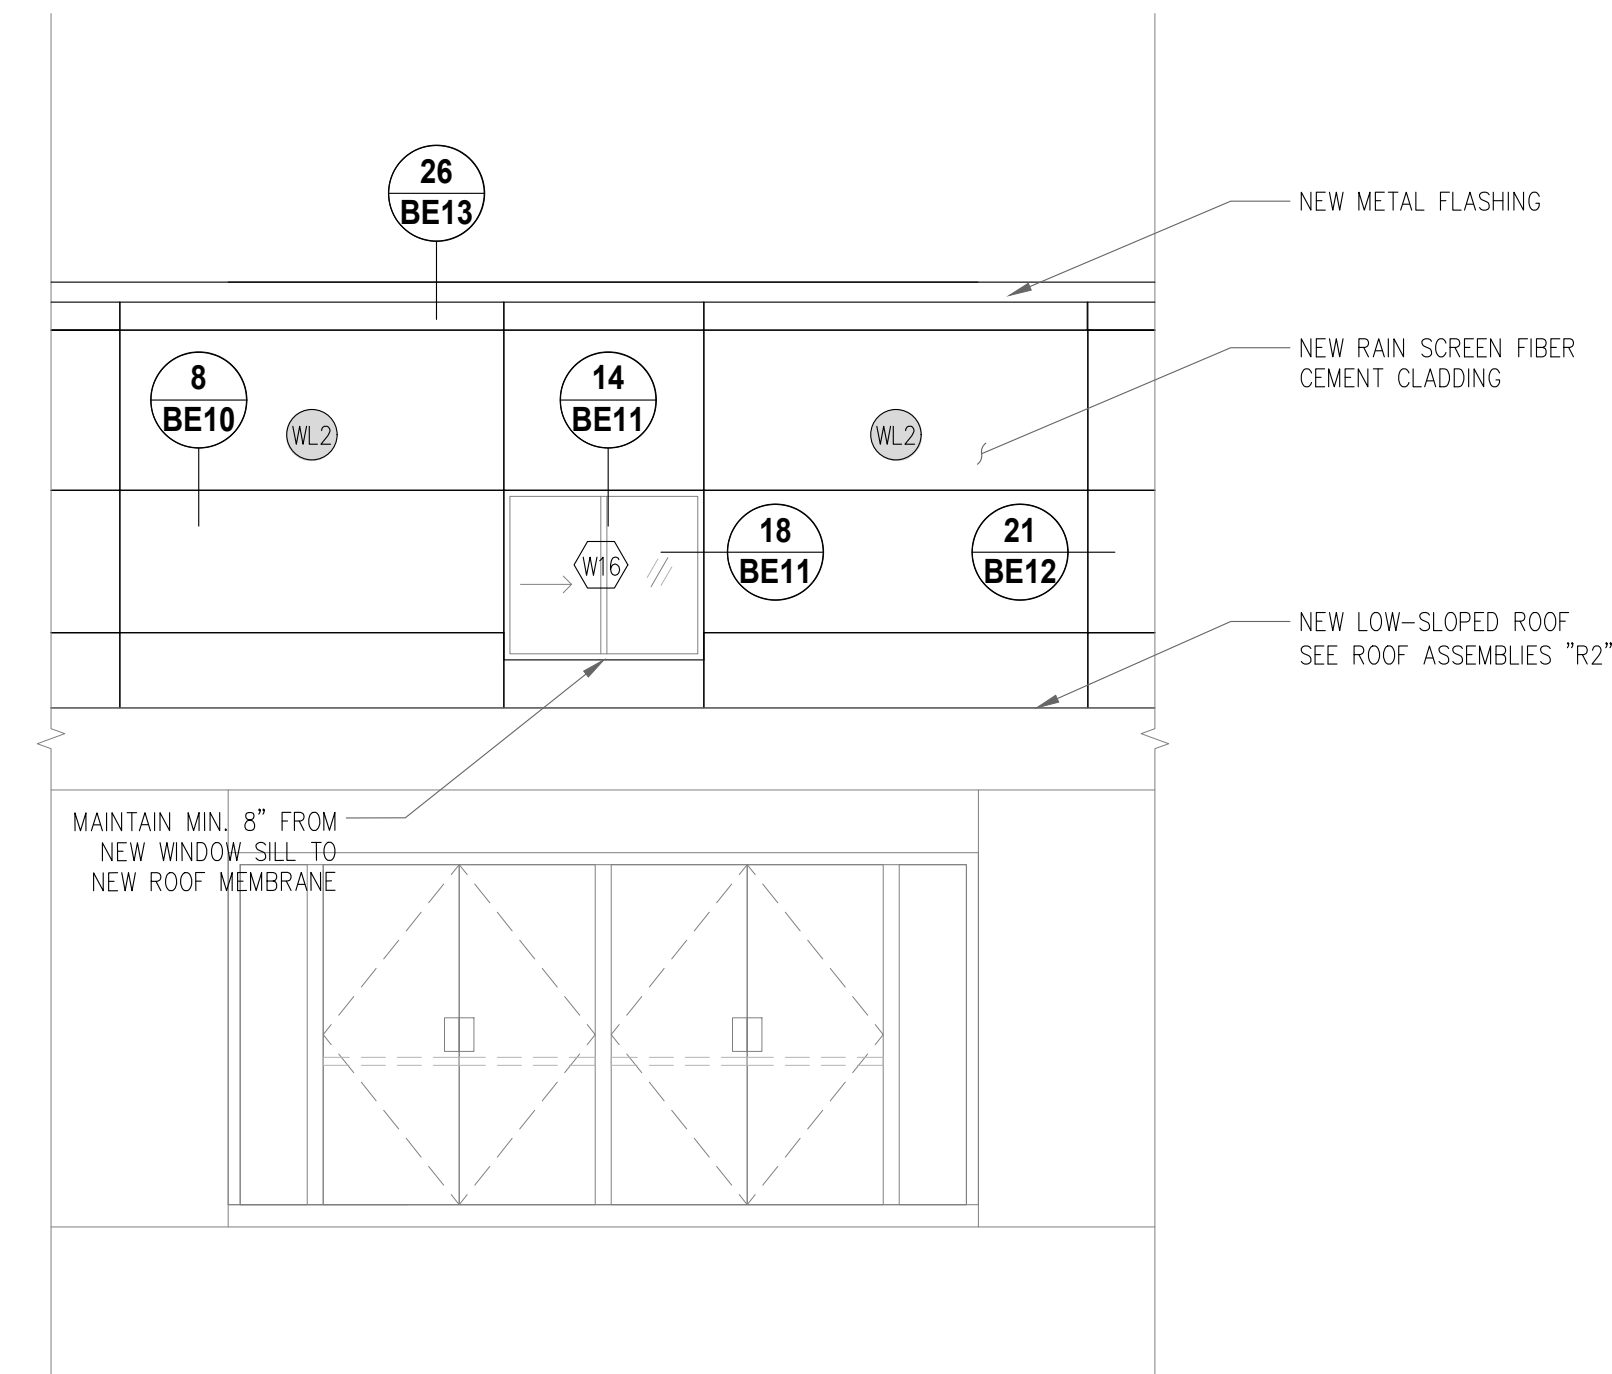 26
BE13
NEW METAL FLASHING
NEW RAIN SCREEN FIBER
CEMENT CLADDING
8
BE10
WL2
14
BE11
WL2
W16
18
BE11
21
BE12
NEW LOW-SLOPED ROOF
SEE ROOF ASSEMBLIES "R2"
MAINTAIN MIN. 8" FROM
NEW WINDOW SILL TO
NEW ROOF MEMBRANE